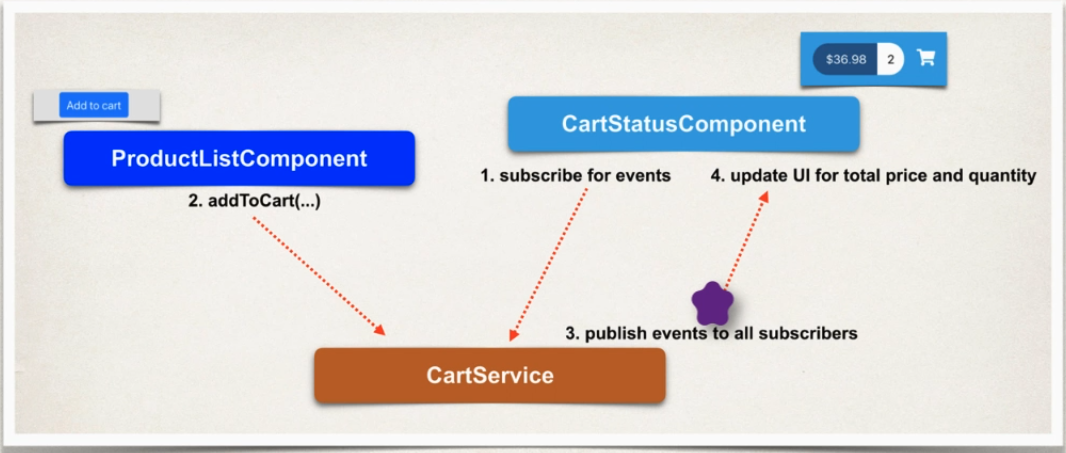 $36.98 2
Add to cart
CartStatusComponent
ProductListComponent
1. subscribe for events
4. update UI for total price and quantity
2. addToCart(...)
3. publish events to all subscribers
CartService